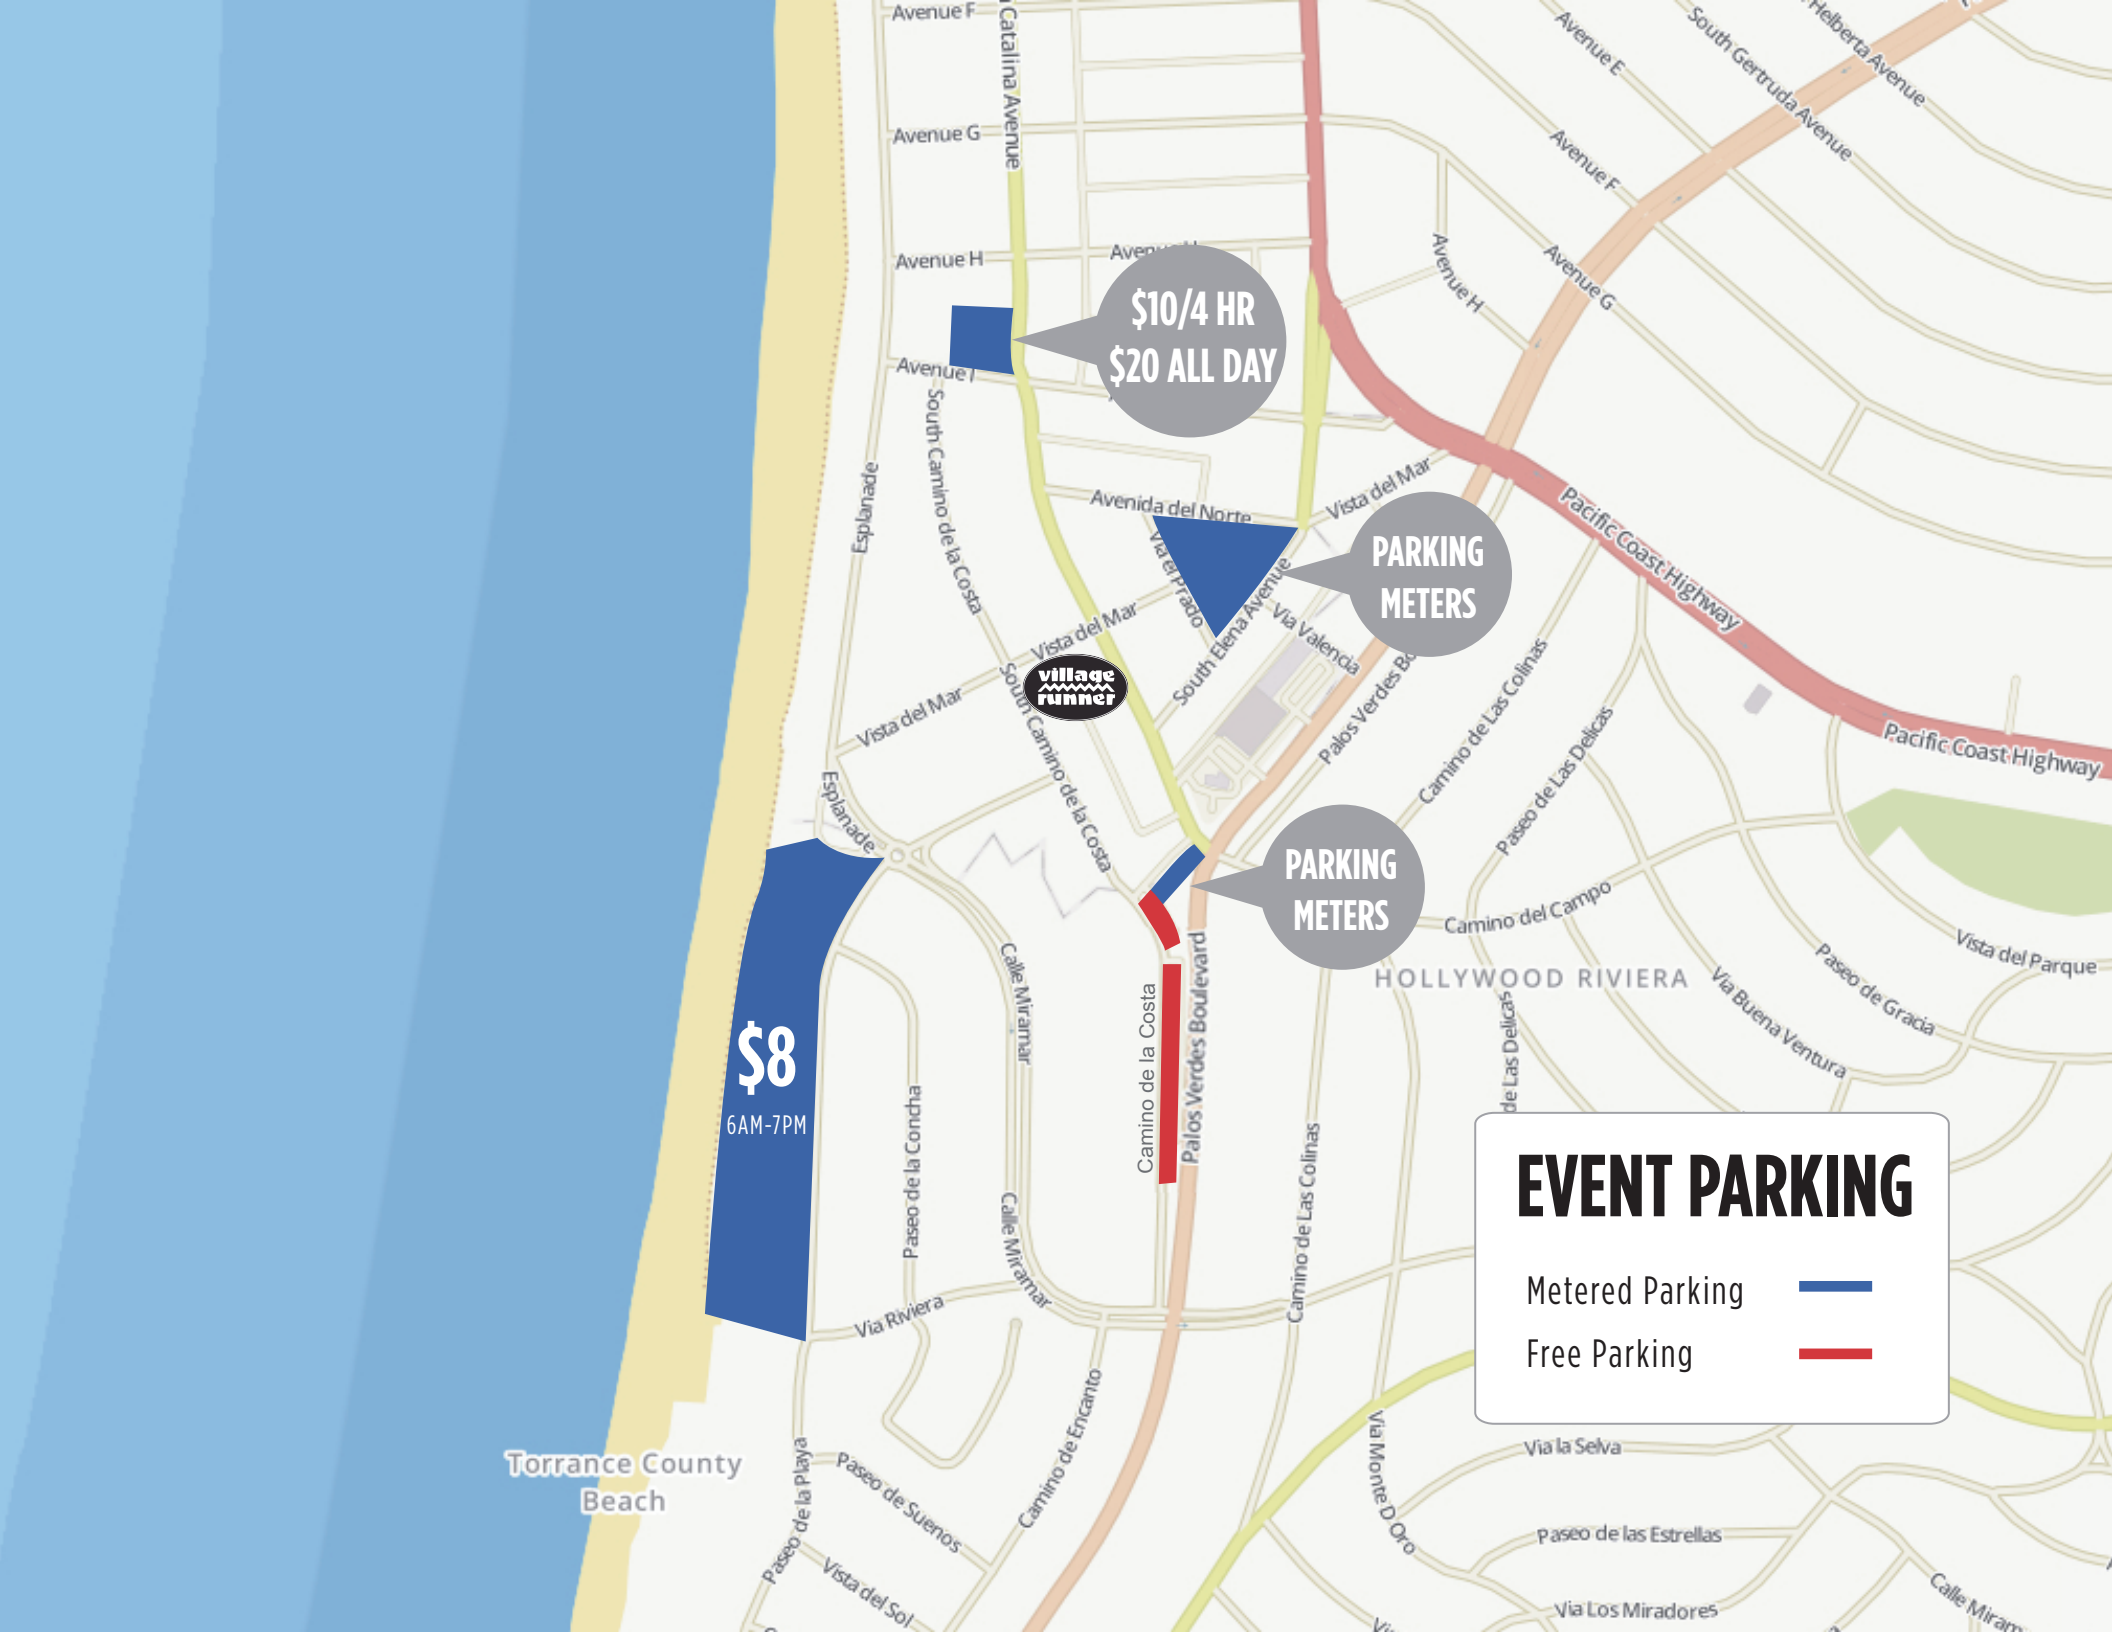 Avenue F
Catalina Avenue
Avenue E
South Gertruda Avenue
Helberta Avenue
Avenue G
Avenue F
Avenue H
Avenue H
Avenue G
$10/4 HR
$20 ALL DAY
Avenue I
South Camino de la Costa
Esplanade
Avenida del Norte
Vista del Mar
Pacific Coast Highway
PARKING
METERS
Via el Prado
South Elena Avenue
Via Valencia
Vista del Mar
village
runner
Vista del Mar
South Camino de la Costa
Palos Verdes Bo
Camino de Las Colinas
Paseo de Las Delicas
Pacific Coast Highway
Esplanade
PARKING
METERS
Camino del Campo
HOLLYWOOD RIVIERA
Vista del Parque
Paseo de Gracia
Via Buena Ventura
de Las Delicas
Calle Miramar
Camino de la Costa
Palos Verdes Boulevard
$8
6AM-7PM
Paseo de la Concha
Calle Miramar
Camino de Las Colinas
Via Riviera
EVENT PARKING
Metered Parking
Free Parking
Torrance County
Beach
Paseo de la Playa
Paseo de Suenos
Camino de Encanto
Vista del Sol
Via Monte D Oro
Via la Selva
Paseo de las Estrellas
Via Los Miradores
Calle Miram